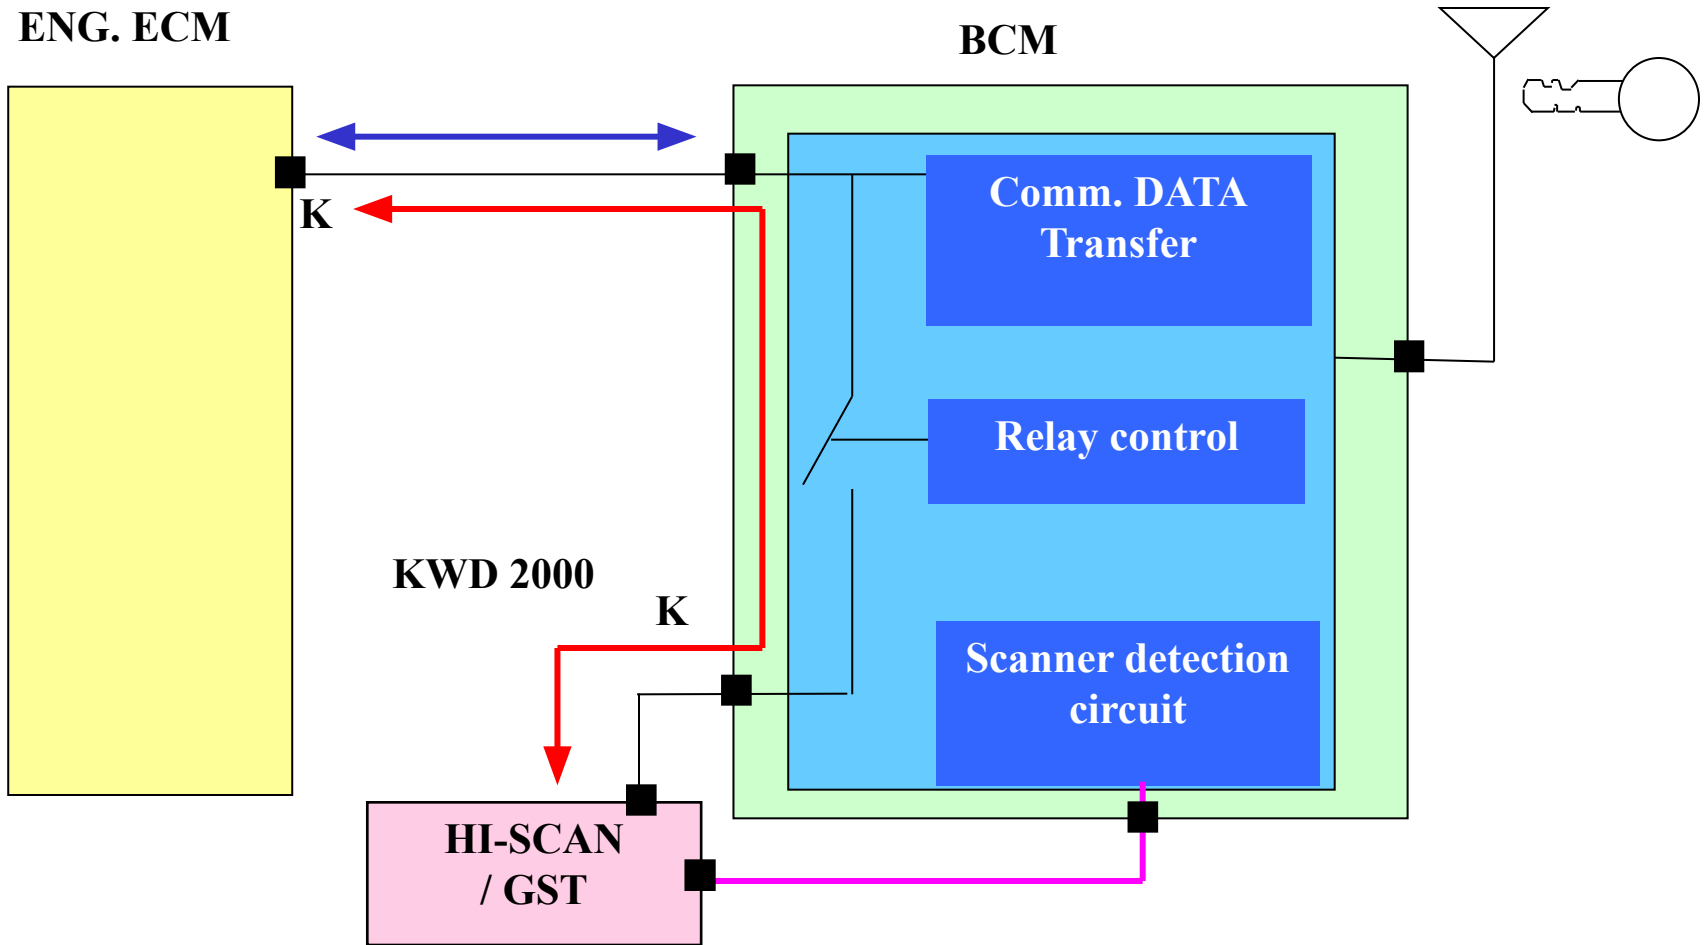 ENG. ECM
BCM
K
Comm. DATA
Transfer
Relay control
KWD 2000
K
Scanner detection
circuit
HI-SCAN
/ GST